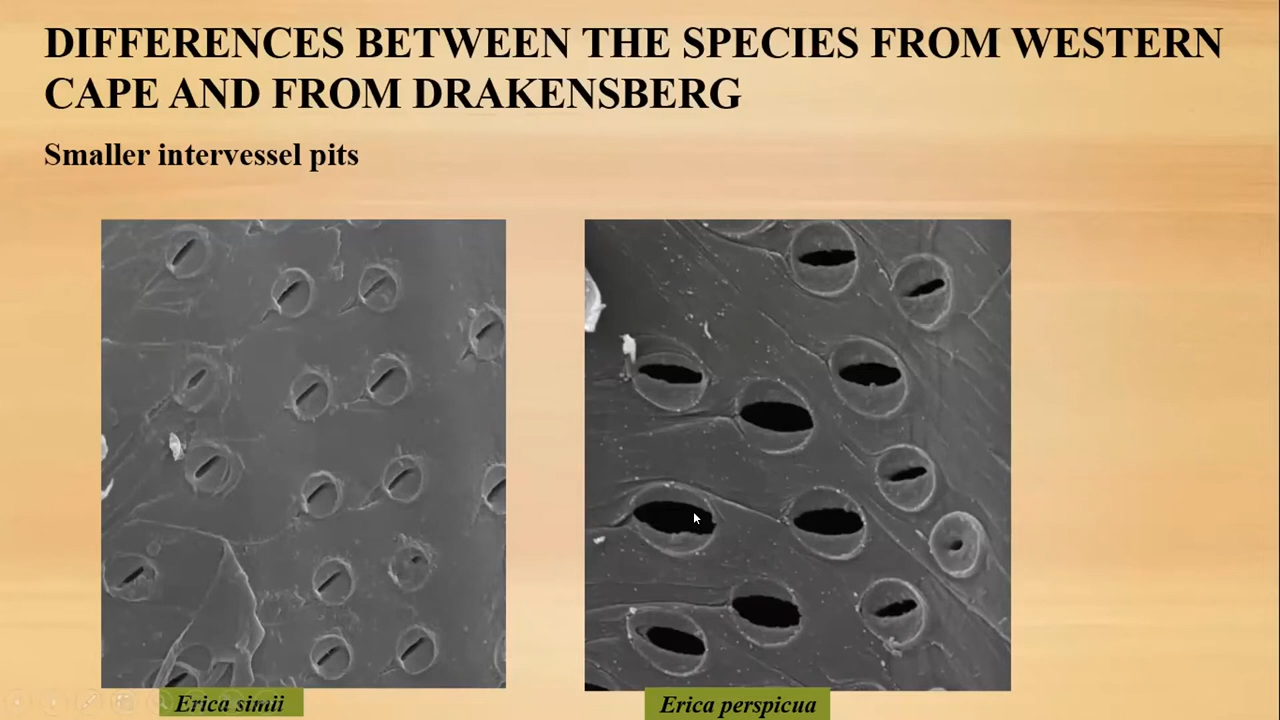 DIFFERENCES BETWEEN THE SPECIES FROM WESTERN
CAPE AND FROM DRAKENSBERG
Smaller intervessel pits
Erica simii
Erica perspicua